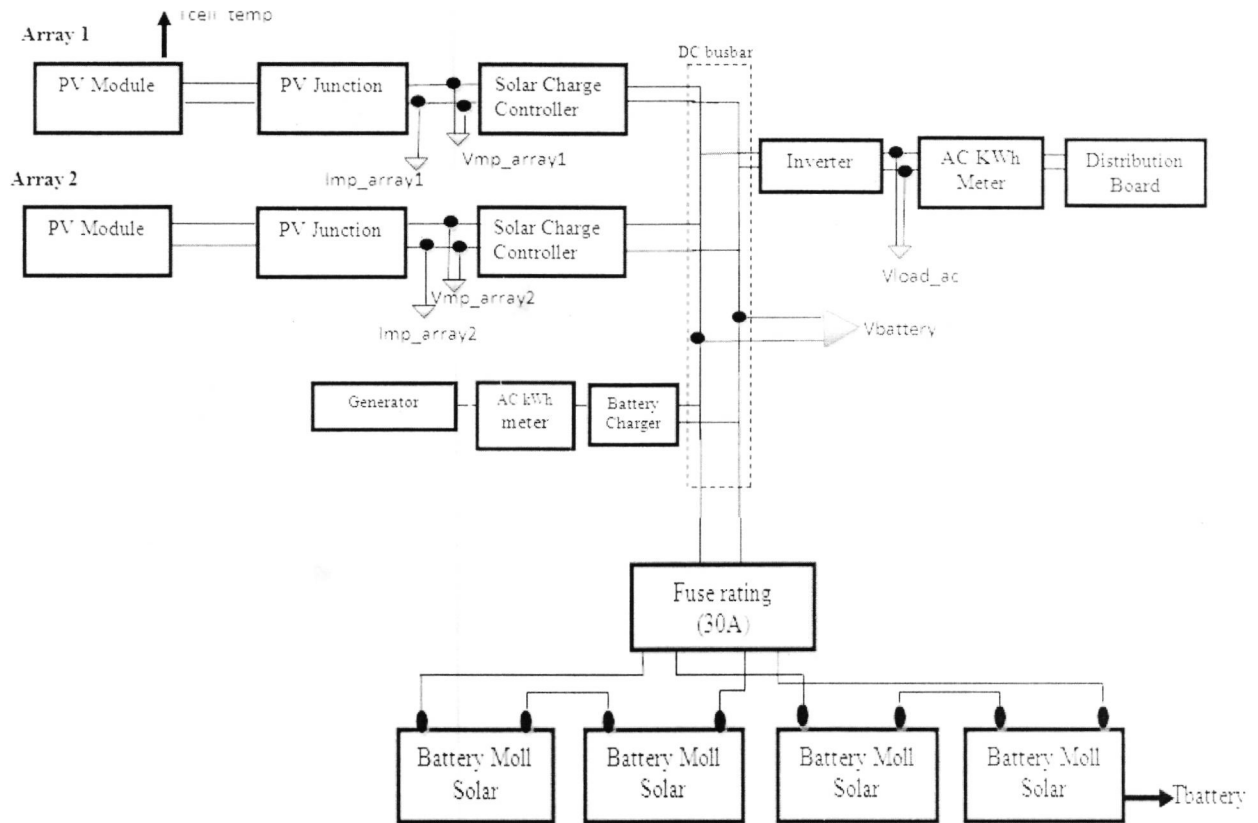 Tcell_temp
Array 1
DC busbar
PV Module
PV Junction
Solar Charge
Controller
Vmp_array1
Imp_array1
Inverter
AC KWh
Meter
Distribution
Board
Array 2
PV Module
PV Junction
Solar Charge
Controller
Vmp_array2
Imp_array2
Vload_ac
Vbattery
Generator
AC kWh
meter
Battery
Charger
Fuse rating
(30A)
Battery Moll
Solar
Battery Moll
Solar
Battery Moll
Solar
Battery Moll
Solar
Tbattery